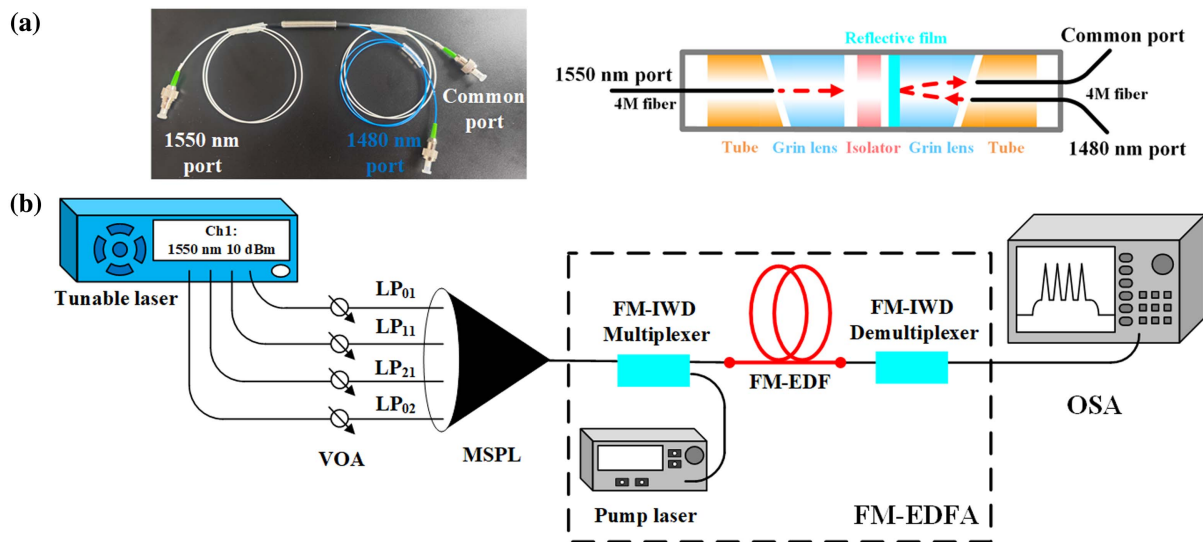 (a)
1550 nm
port
1480 nm
port
Common
port
Reflective film
Common port
1550 nm port
4M fiber
4M fiber
1480 nm port
Tube
Grin lens
Isolator
Grin lens
Tube
(b)
Ch1:
1550 nm 10 dBm
Tunable laser
LP01
LP11
LP21
LP02
VOA
MSPL
FM-IWD
Multiplexer
FM-EDF
FM-IWD
Demultiplexer
Pump laser
FM-EDFA
OSA